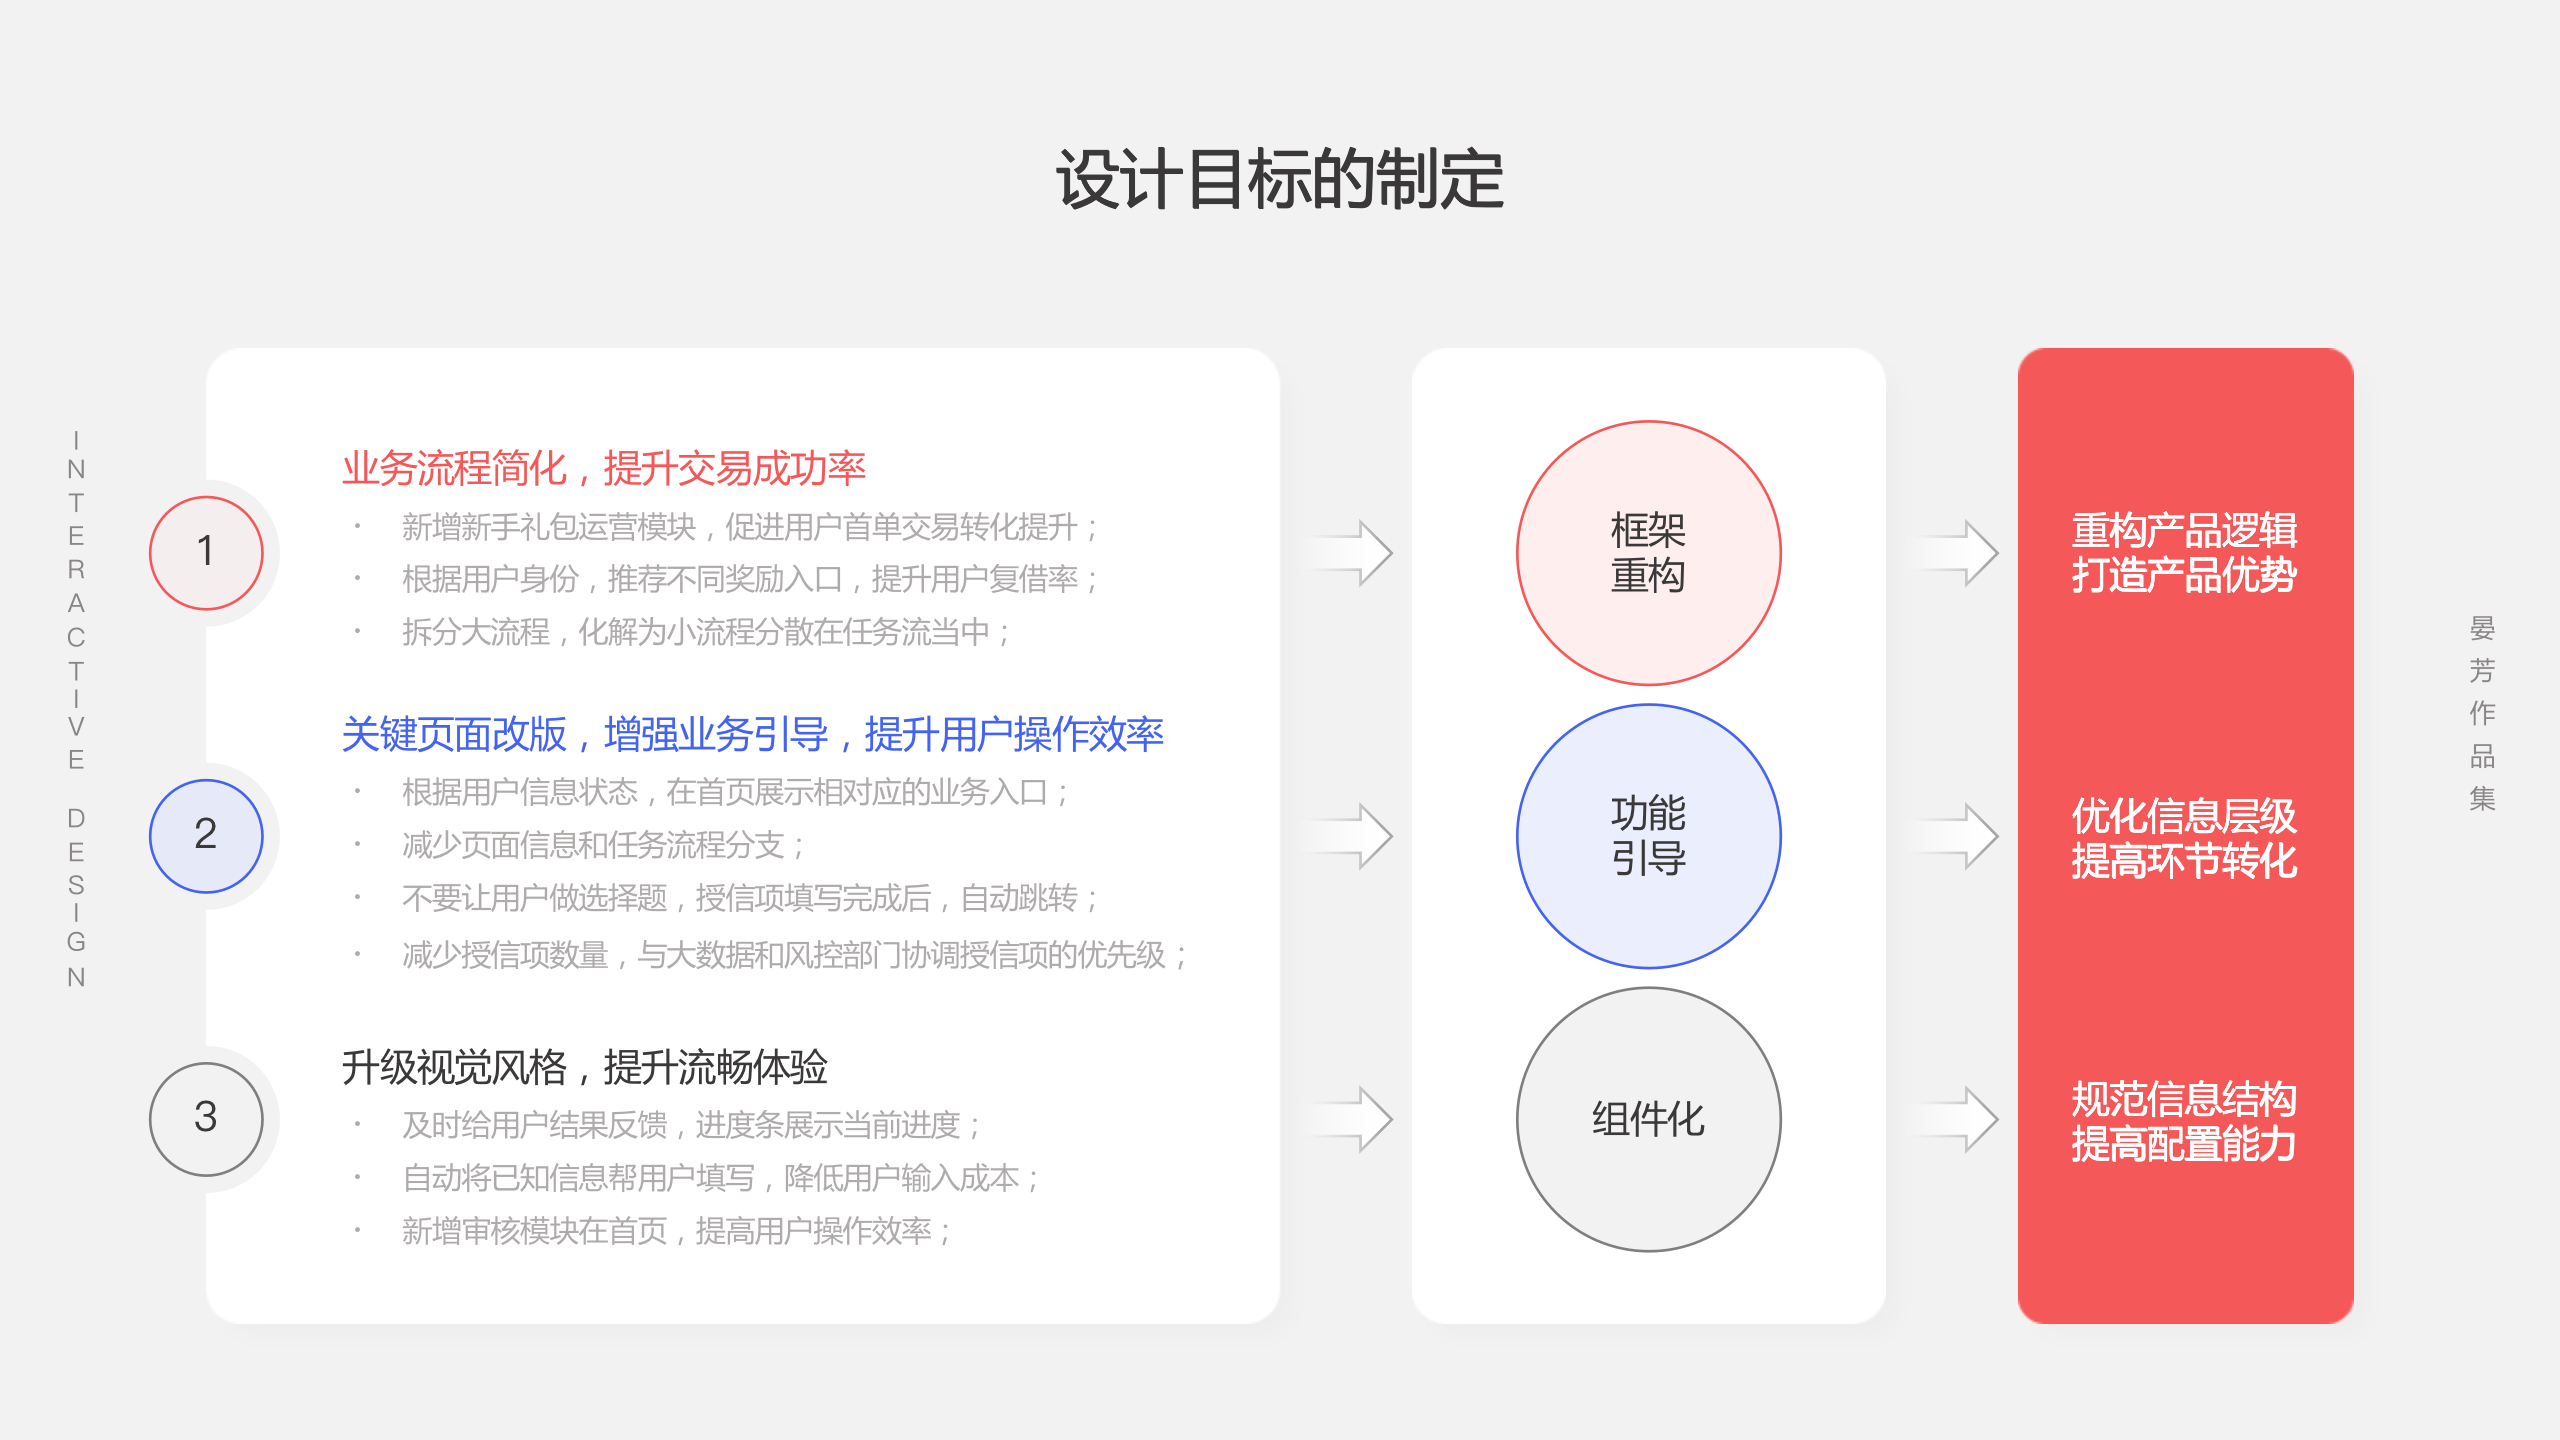 设计目标的制定
INTERACTIVE DESIGN
1
业务流程简化，提升交易成功率
· 新增新手礼包运营模块，促进用户首单交易转化提升；
· 根据用户身份，推荐不同奖励入口，提升用户复借率；
· 拆分大流程，化解为小流程分散在任务流当中；
框架
重构
重构产品逻辑
打造产品优势
2
关键页面改版，增强业务引导，提升用户操作效率
· 根据用户信息状态，在首页展示相对应的业务入口；
· 减少页面信息和任务流程分支；
· 不要让用户做选择题，授信项填写完成后，自动跳转；
· 减少授信项数量，与大数据和风控部门协调授信项的优先级；
功能
引导
优化信息层级
提高环节转化
3
升级视觉风格，提升流畅体验
· 及时给用户结果反馈，进度条展示当前进度；
· 自动将已知信息帮用户填写，降低用户输入成本；
· 新增审核模块在首页，提高用户操作效率；
组件化
规范信息结构
提高配置能力
晏芳作品集